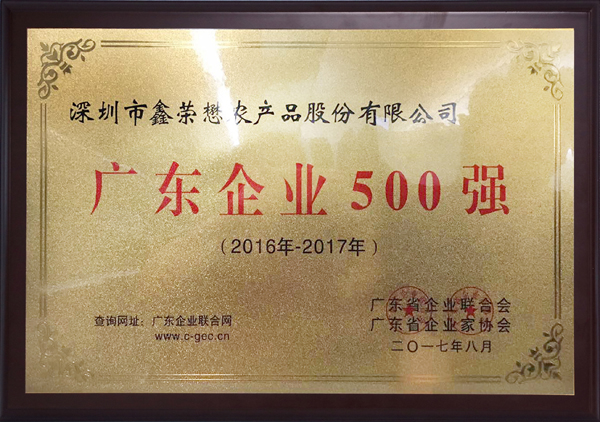 深圳市鑫荣懋农产品股份有限公司
广东企业500强
（2016年-2017年）
查询网址：广东企业联合网
www.c-gec.cn
广东省企业联合会
广东省企业家协会
二〇一七年八月